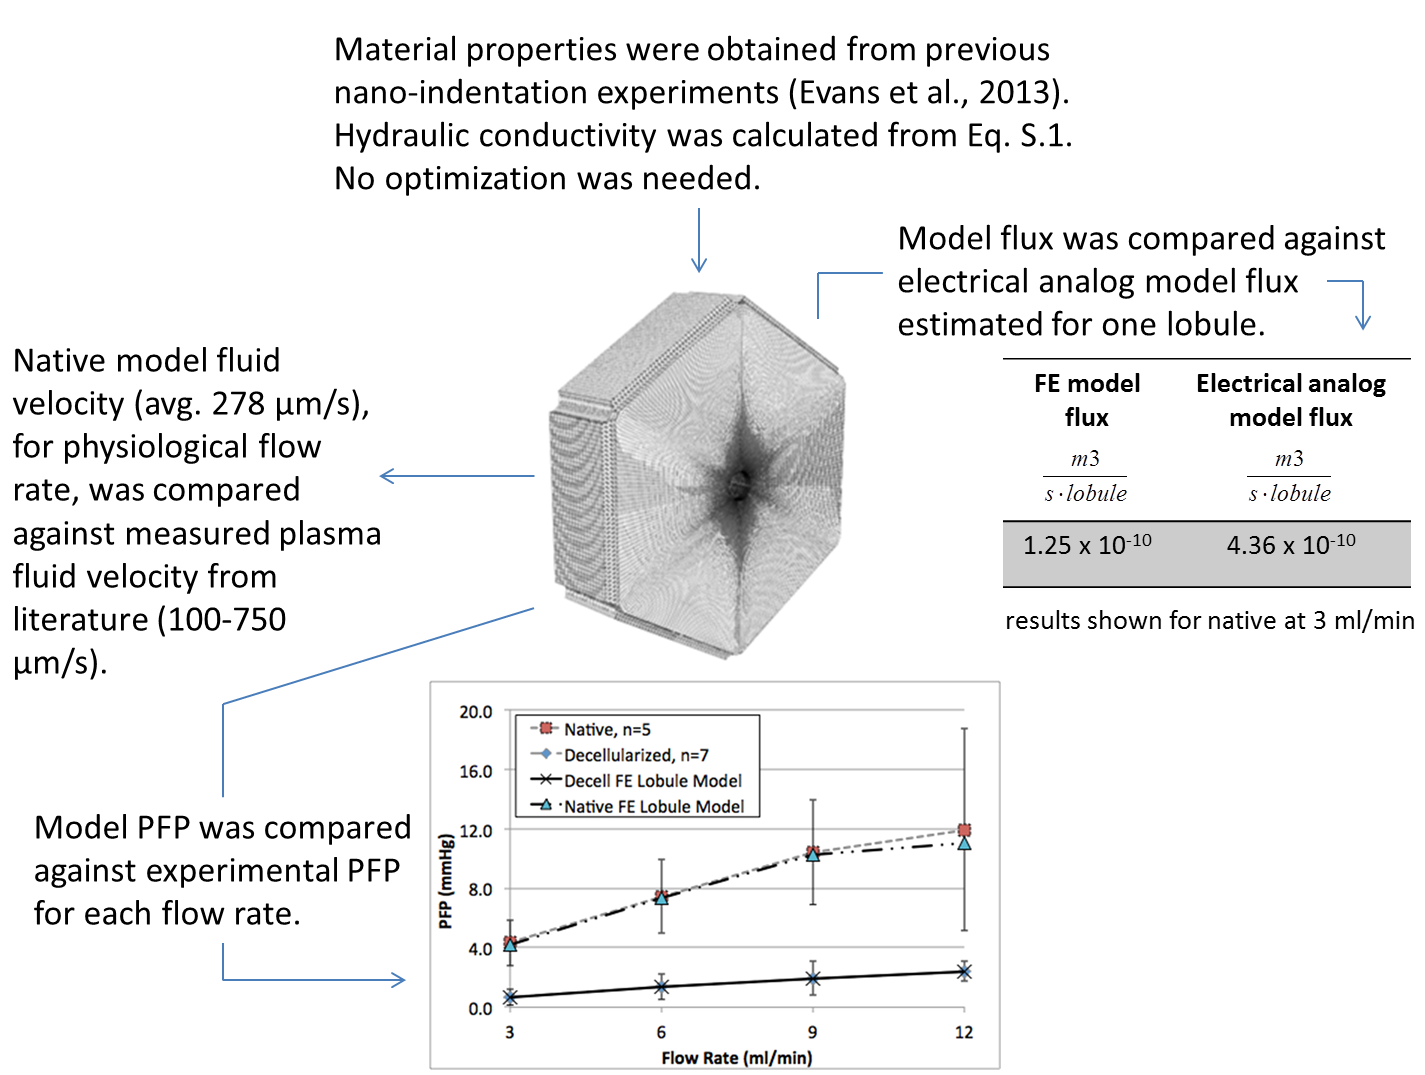 Material properties were obtained from previous
nano-indentation experiments (Evans et al., 2013).
Hydraulic conductivity was calculated from Eq. S.1.
No optimization was needed.
Model flux was compared against
electrical analog model flux
estimated for one lobule.
Native model fluid
velocity (avg. 278 µm/s),
for physiological flow
rate, was compared
against measured plasma
fluid velocity from
literature (100-750
µm/s).
FE model
flux
Electrical analog
model flux
m3
s·lobule
m3
s·lobule
1.25 x 10-10
4.36 x 10-10
results shown for native at 3 ml/min
Model PFP was compared
against experimental PFP
for each flow rate.
20.0
16.0
12.0
8.0
4.0
0.0
PFP (mmHg)
Native, n=5
Decellularized, n=7
Decell FE Lobule Model
Native FE Lobule Model
3
6
9
12
Flow Rate (ml/min)